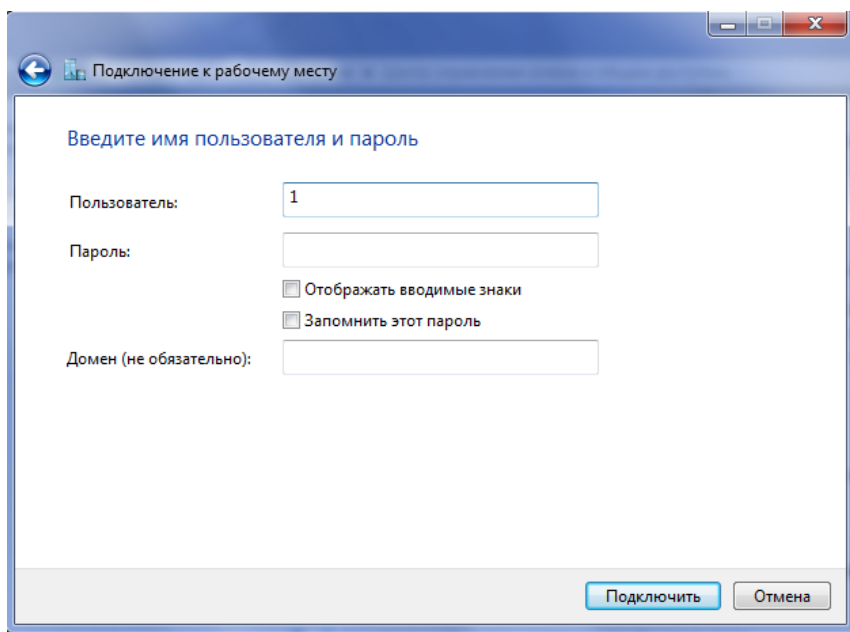 Подключение к рабочему месту
Введите имя пользователя и пароль
Пользователь: 1
Пароль:
Отображать вводимые знаки
Запомнить этот пароль
Домен (не обязательно):
Подключить Отмена